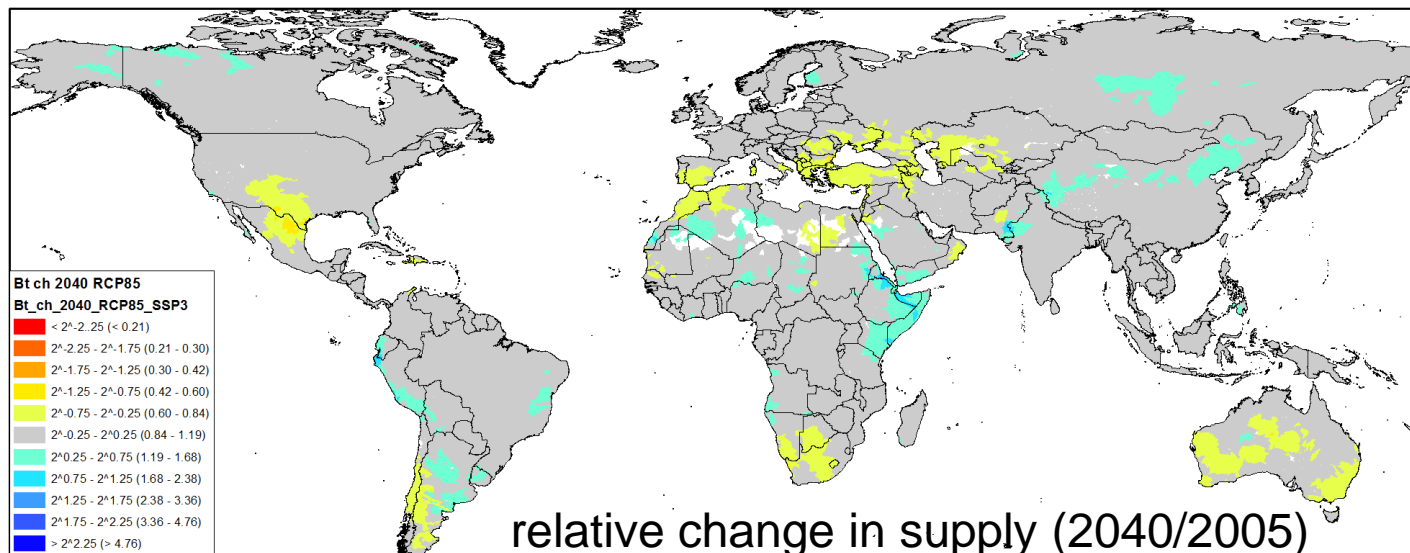 Bt ch 2040 RCP85
Bt_ch_2040_RCP85_SSP3
< 2^-2..25 (< 0.21)
2^-2.25 - 2^-1.75 (0.21 - 0.30)
2^-1.75 - 2^-1.25 (0.30 - 0.42)
2^-1.25 - 2^-0.75 (0.42 - 0.60)
2^-0.75 - 2^-0.25 (0.60 - 0.84)
2^-0.25 - 2^0.25 (0.84 - 1.19)
2^0.25 - 2^0.75 (1.19 - 1.68)
2^0.75 - 2^1.25 (1.68 - 2.38)
2^1.25 - 2^1.75 (2.38 - 3.36)
2^1.75 - 2^2.25 (3.36 - 4.76)
> 2^2.25 (> 4.76)
relative change in supply (2040/2005)